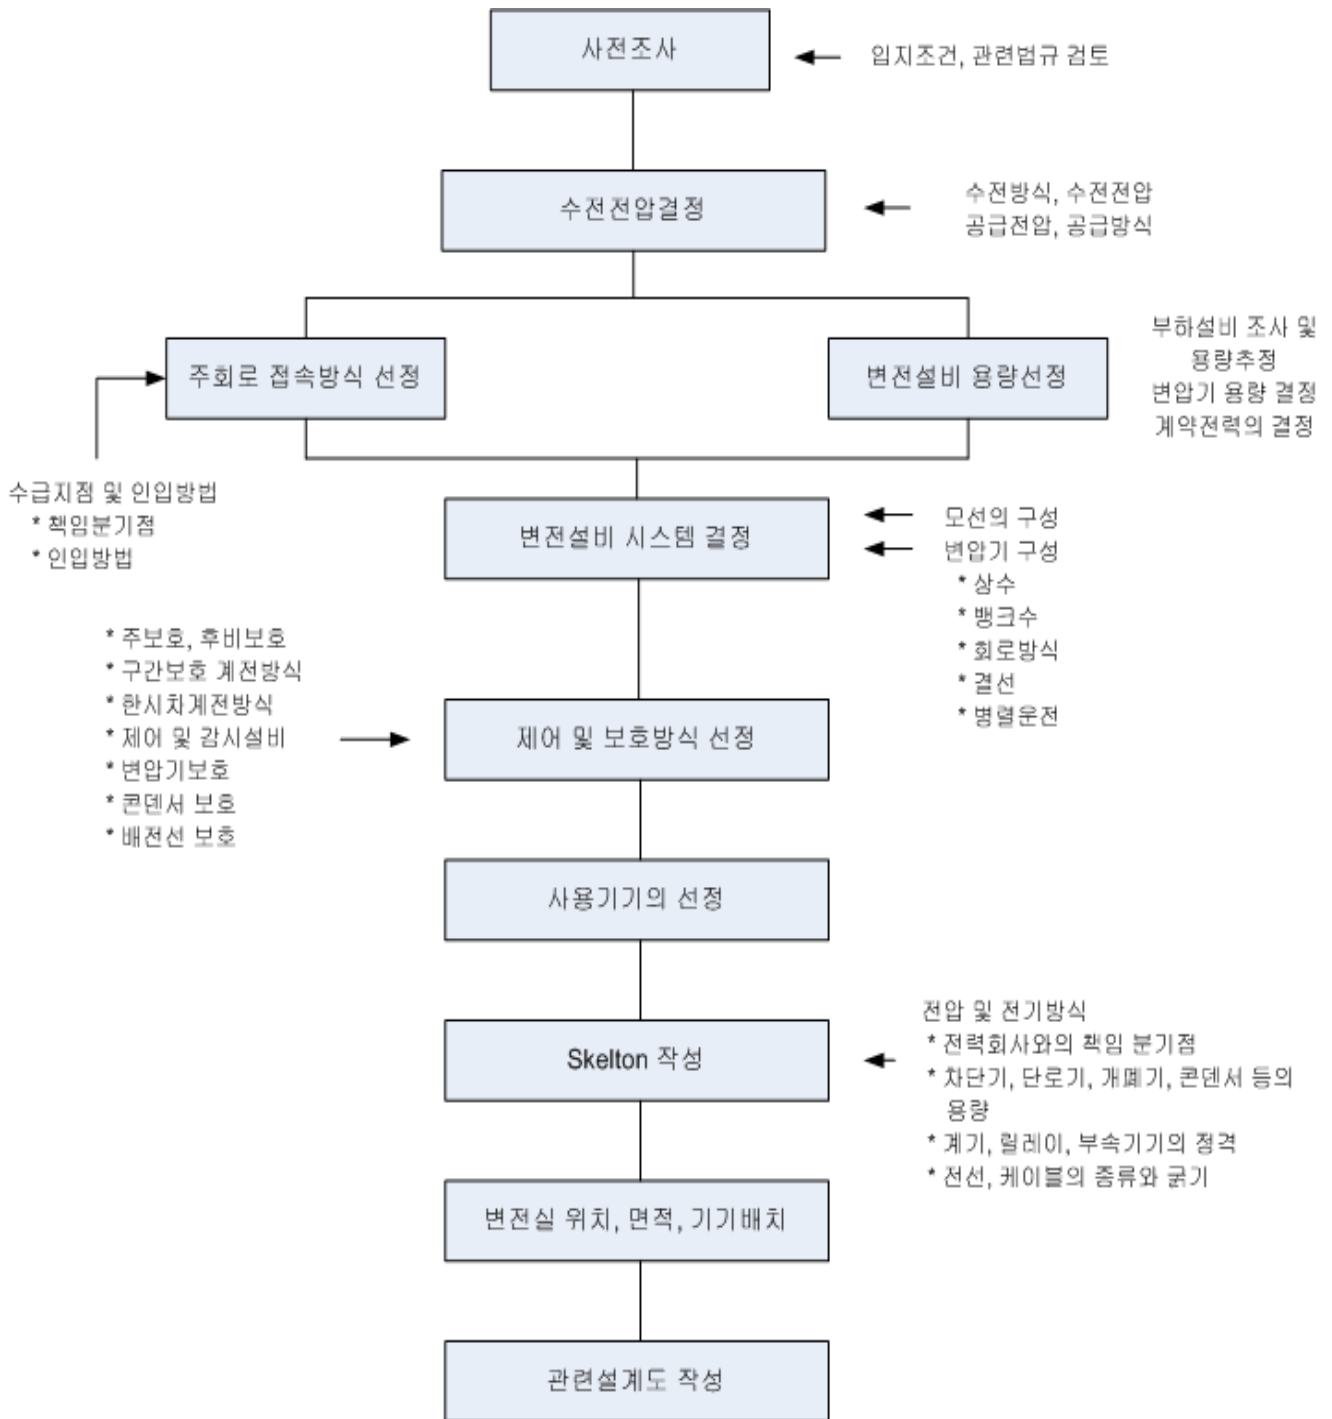 사전조사
입지조건, 관련법규 검토
수전전압결정
수전방식, 수전전압
공급전압, 공급방식
주회로 접속방식 선정
변전설비 용량선정
부하설비 조사 및
용량추정
변압기 용량 결정
계약전력의 결정
수급지점 및 인입방법
* 책임분기점
* 인입방법
변전설비 시스템 결정
모선의 구성
변압기 구성
* 상수
* 뱅크수
* 회로방식
* 결선
* 병렬운전
* 주보호, 후비보호
* 구간보호 계전방식
* 한시차계전방식
* 제어 및 감시설비
* 변압기보호
* 콘덴서 보호
* 배전선 보호
제어 및 보호방식 선정
사용기기의 선정
Skelton 작성
전압 및 전기방식
* 전력회사와의 책임 분기점
* 차단기, 단로기, 개폐기, 콘덴서 등의
용량
* 계기, 릴레이, 부속기기의 정격
* 전선, 케이블의 종류와 굵기
변전실 위치, 면적, 기기배치
관련설계도 작성